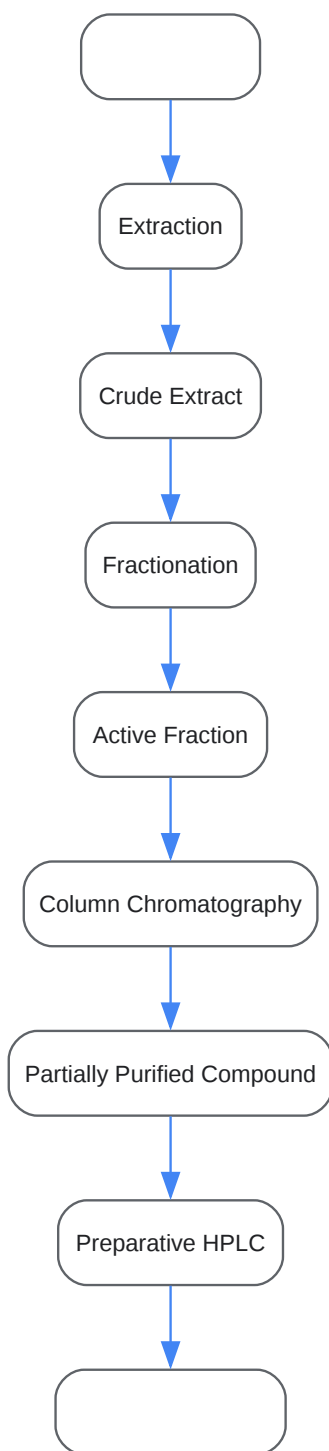 Extraction
Crude Extract
Fractionation
Active Fraction
Column Chromatography
Partially Purified Compound
Preparative HPLC